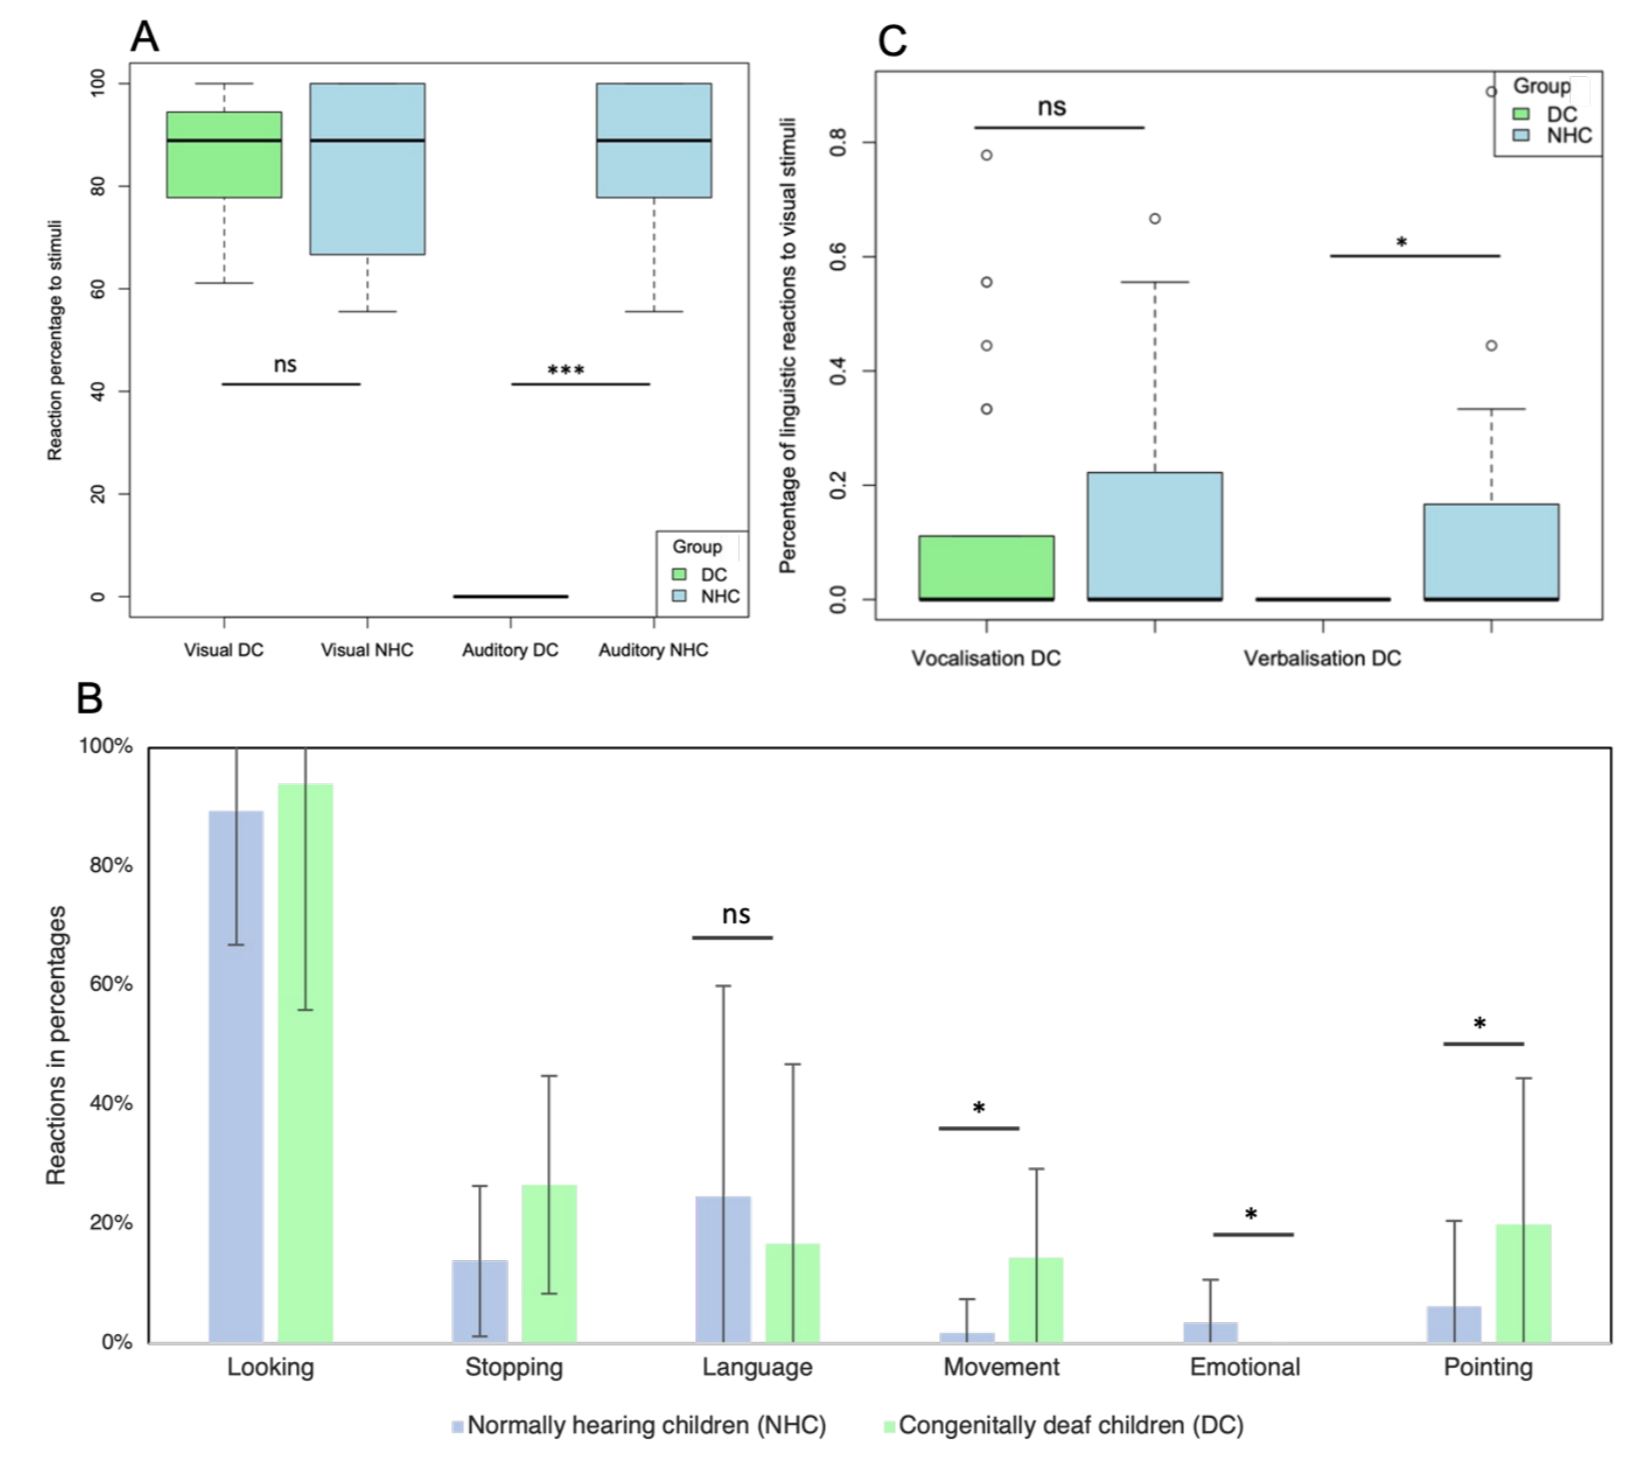 A
Reaction percentage to stimuli
100
80
60
40
20
0
ns
***
Group
DC
NHC
Visual DC
Visual NHC
Auditory DC
Auditory NHC
C
Percentage of linguistic reactions to visual stimuli
0.8
0.6
0.4
0.2
0.0
ns
*
Group
DC
NHC
Vocalisation DC
Verbalisation DC
B
Reactions in percentages
100%
80%
60%
40%
20%
0%
ns
*
*
*
Looking
Stopping
Language
Movement
Emotional
Pointing
Normally hearing children (NHC)
Congenitally deaf children (DC)